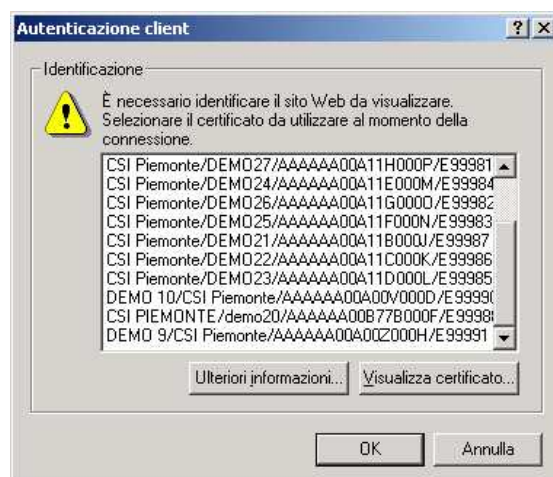 Autenticazione client
Identificazione
È necessario identificare il sito Web da visualizzare.
Selezionare il certificato da utilizzare al momento della
connessione.
CSI Piemonte/DEMO27/AAAAAA00A11H000P/E99981
CSI Piemonte/DEMO24/AAAAAA00A11E000M/E99984
CSI Piemonte/DEMO26/AAAAAA00A11G000O/E99982
CSI Piemonte/DEMO25/AAAAAA00A11F000N/E99983
CSI Piemonte/DEMO21/AAAAAA00A11B000J/E99987
CSI Piemonte/DEMO22/AAAAAA00A11C000K/E99986
CSI Piemonte/DEMO23/AAAAAA00A11D000L/E99985
DEMO 10/CSI Piemonte/AAAAAA00A00V000D/E9999
CSI PIEMONTE/demo20/AAAAAA00B77B000F/E9998
DEMO 9/CSI Piemonte/AAAAAA00A00Z000H/E99991
Ulteriori informazioni...
Visualizza certificato...
OK
Annulla